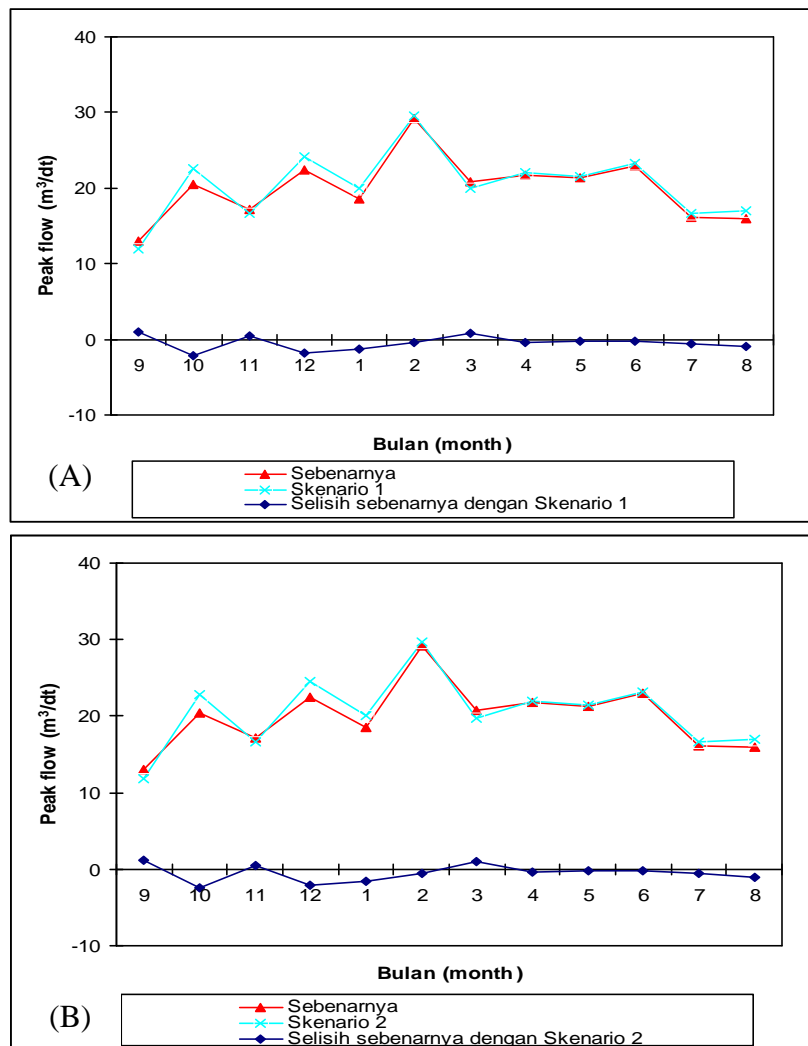 40
30
20
10
0
-10
Peak flow (m³/dt)
9 10 11 12 1 2 3 4 5 6 7 8
Bulan (month)
(A)
Sebenarnya
Skenario 1
Selisih sebenarnya dengan Skenario 1
40
30
20
10
0
-10
Peak flow (m³/dt)
9 10 11 12 1 2 3 4 5 6 7 8
Bulan (month)
(B)
Sebenarnya
Skenario 2
Selisih sebenarnya dengan Skenario 2